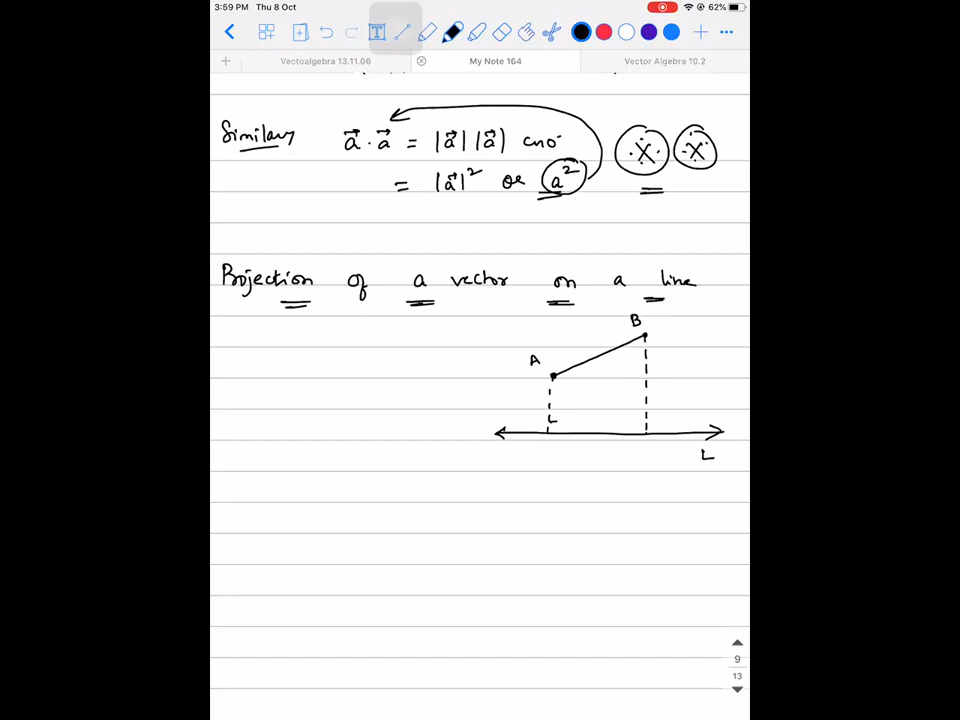 3:59 PM Thu 8 Oct
62%
Vectoalgebra 13.11.06
My Note 164
Vector Algebra 10.2
Similary a⃗ · a⃗ = |a⃗| |a⃗| cos 0°
= |a⃗|² or a²
Projection of a vector on a line
B
A
L
9
13